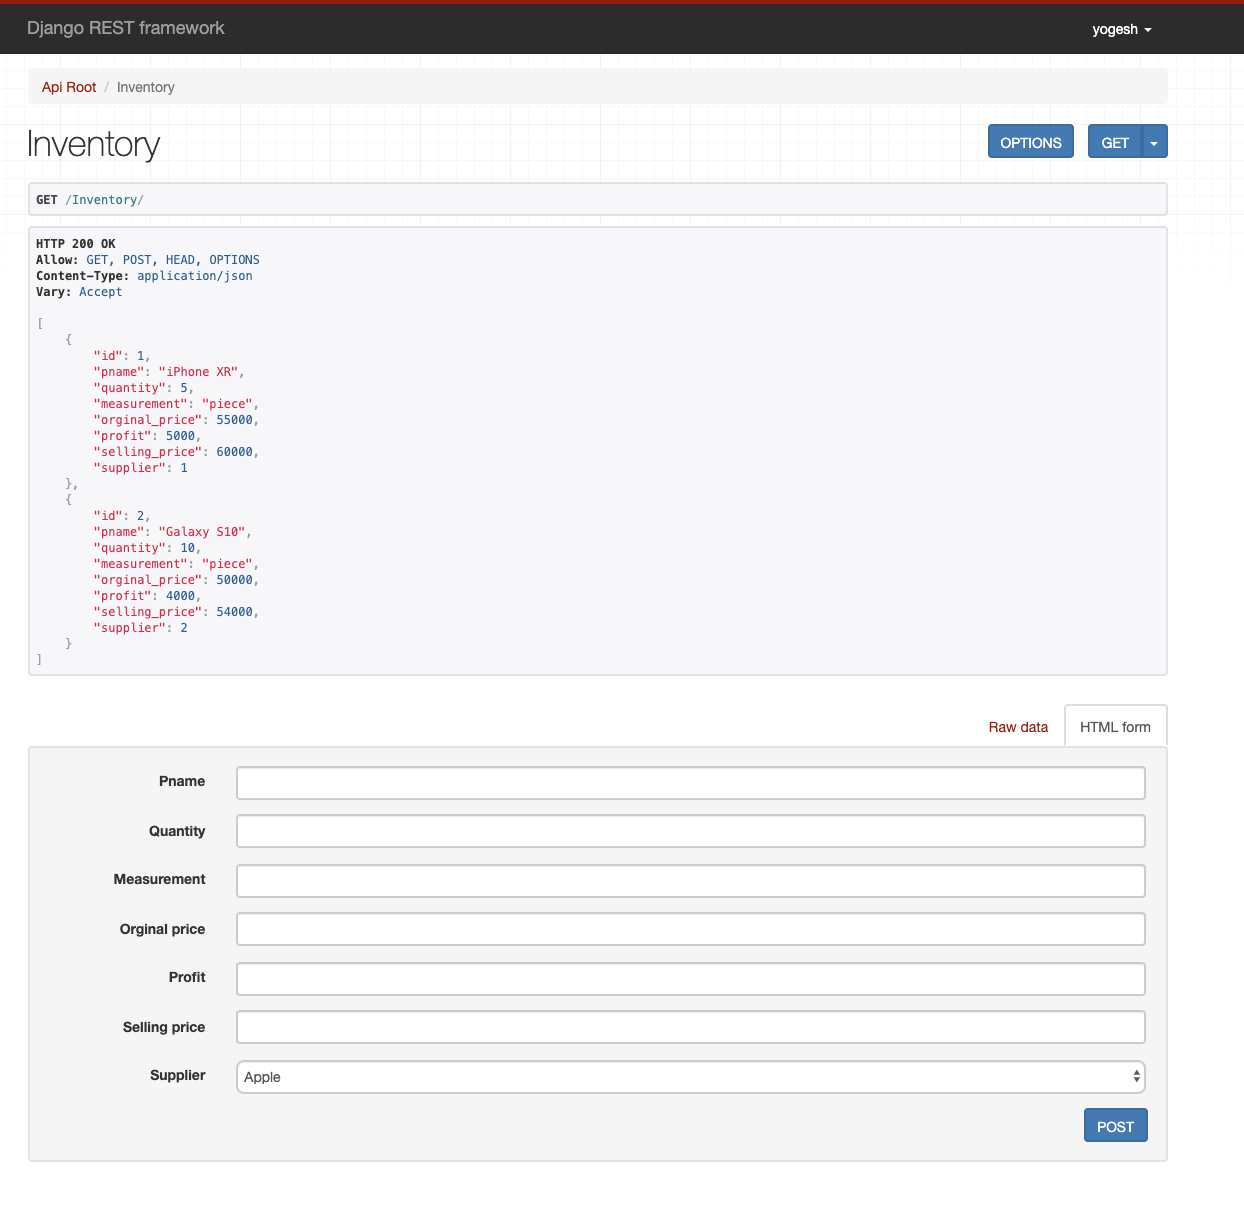 Django REST framework
yogesh
Api Root / Inventory
Inventory
OPTIONS
GET
GET /Inventory/
HTTP 200 OK
Allow: GET, POST, HEAD, OPTIONS
Content-Type: application/json
Vary: Accept
[
    {
        "id": 1,
        "pname": "iPhone XR",
        "quantity": 5,
        "measurement": "piece",
        "orginal_price": 55000,
        "profit": 5000,
        "selling_price": 60000,
        "supplier": 1
    },
    {
        "id": 2,
        "pname": "Galaxy S10",
        "quantity": 10,
        "measurement": "piece",
        "orginal_price": 50000,
        "profit": 4000,
        "selling_price": 54000,
        "supplier": 2
    }
]
Raw data
HTML form
Pname
Quantity
Measurement
Orginal price
Profit
Selling price
Supplier
Apple
POST